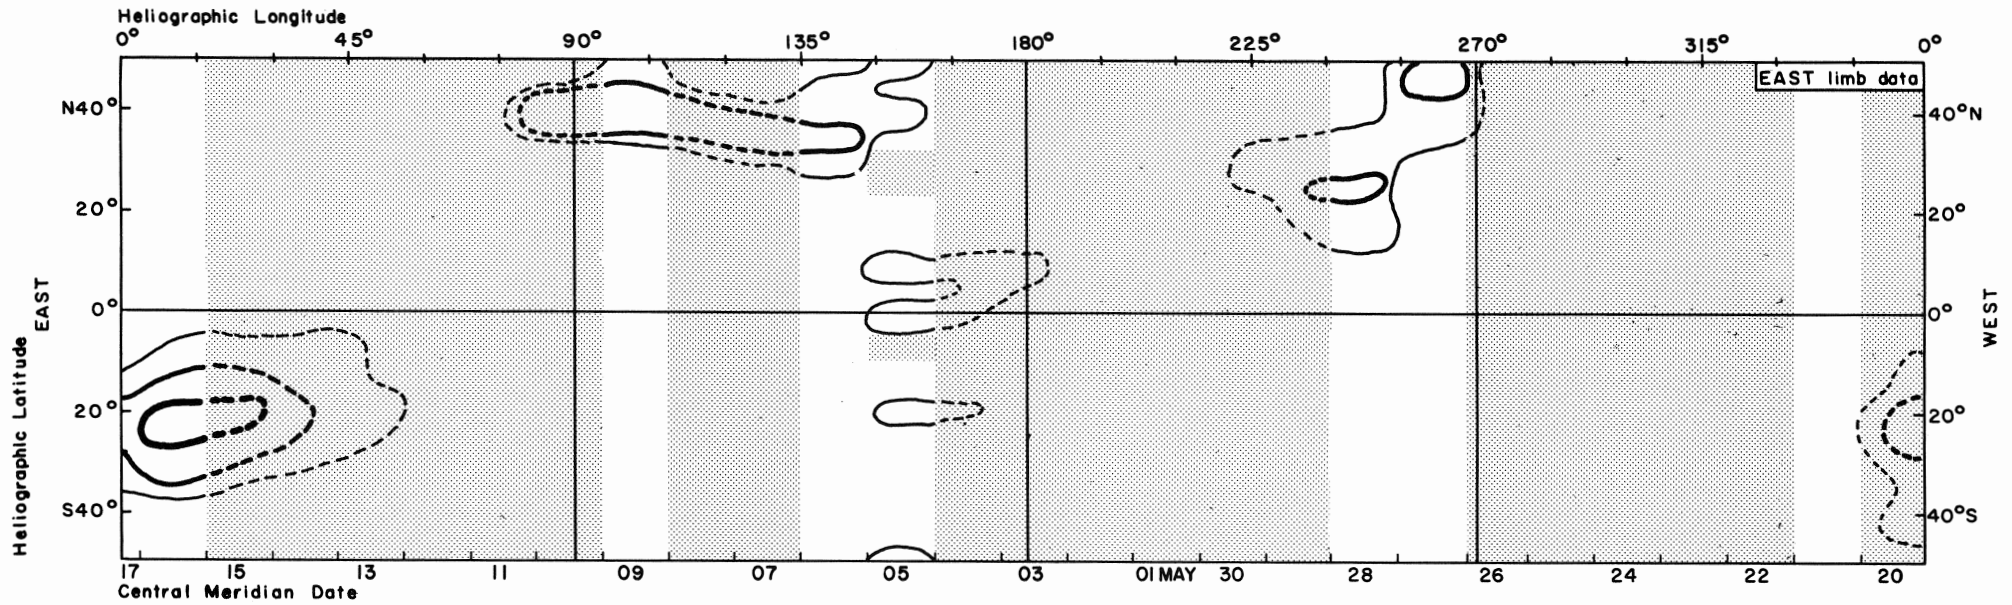 Heliographic Longitude
0° 45° 90° 135° 180° 225° 270° 315° 0°
EAST limb data
N40° 40°N
20° 20°
0° 0°
20° 20°
S40° 40°S
Heliographic Latitude
EAST
WEST
17 15 13 11 09 07 05 03 01 MAY 30 28 26 24 22 20
Central Meridian Date